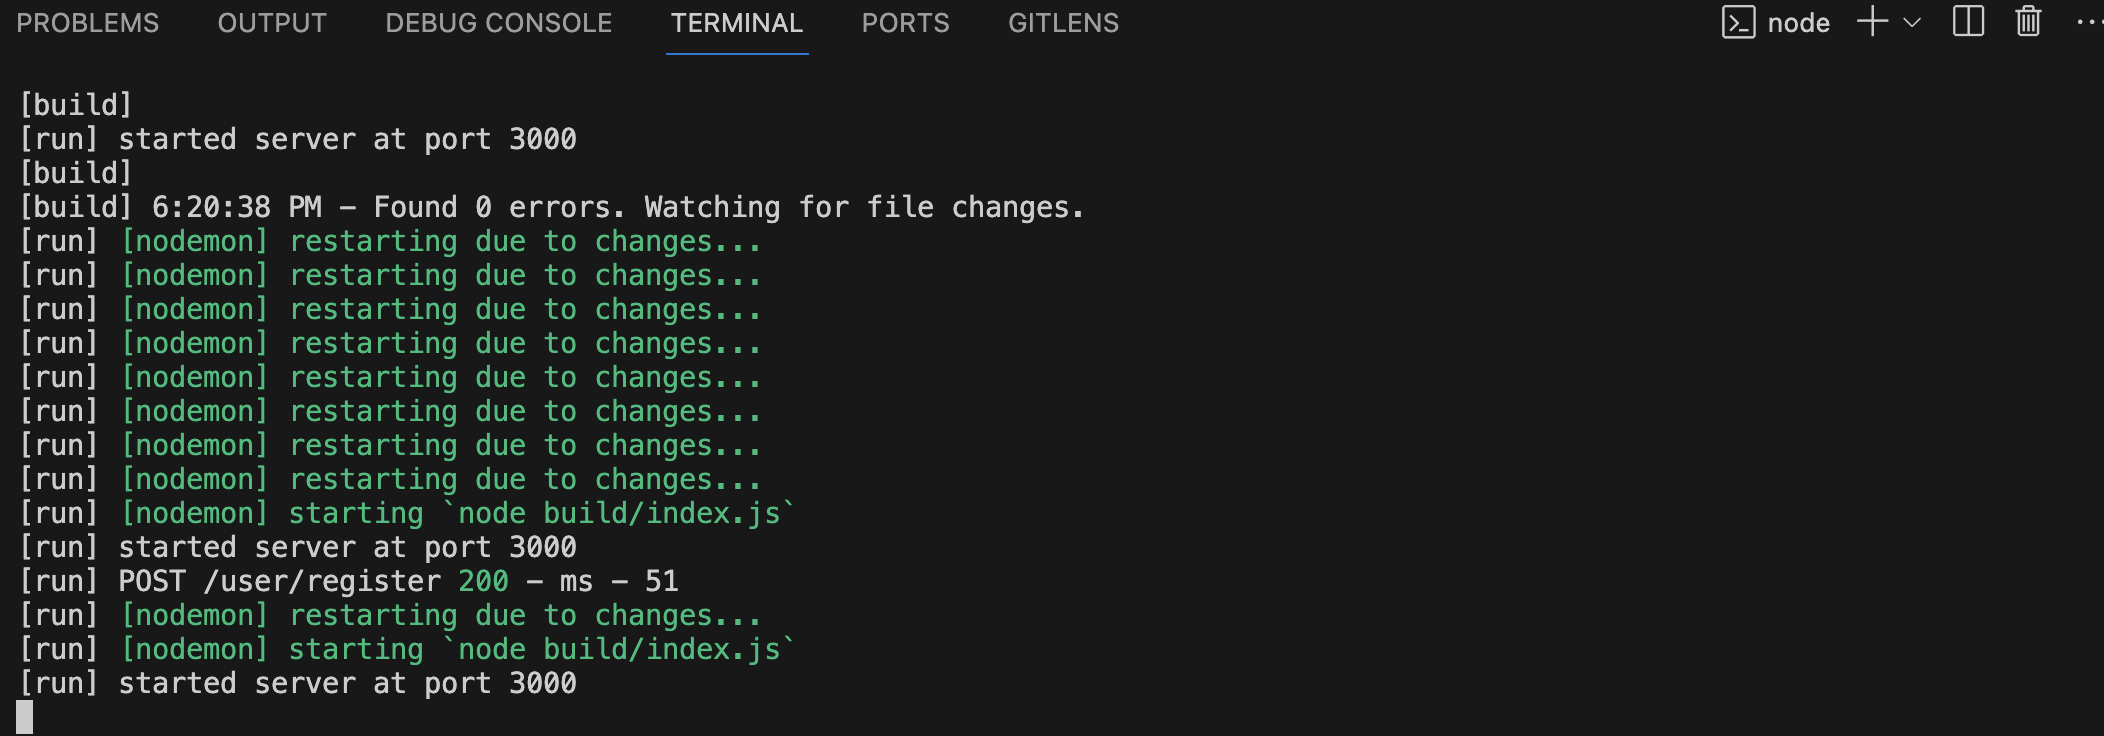 PROBLEMS OUTPUT DEBUG CONSOLE TERMINAL PORTS GITLENS node
[build]
[run] started server at port 3000
[build]
[build] 6:20:38 PM - Found 0 errors. Watching for file changes.
[run] [nodemon] restarting due to changes...
[run] [nodemon] restarting due to changes...
[run] [nodemon] restarting due to changes...
[run] [nodemon] restarting due to changes...
[run] [nodemon] restarting due to changes...
[run] [nodemon] restarting due to changes...
[run] [nodemon] restarting due to changes...
[run] [nodemon] restarting due to changes...
[run] [nodemon] starting `node build/index.js`
[run] started server at port 3000
[run] POST /user/register 200 - ms - 51
[run] [nodemon] restarting due to changes...
[run] [nodemon] starting `node build/index.js`
[run] started server at port 3000